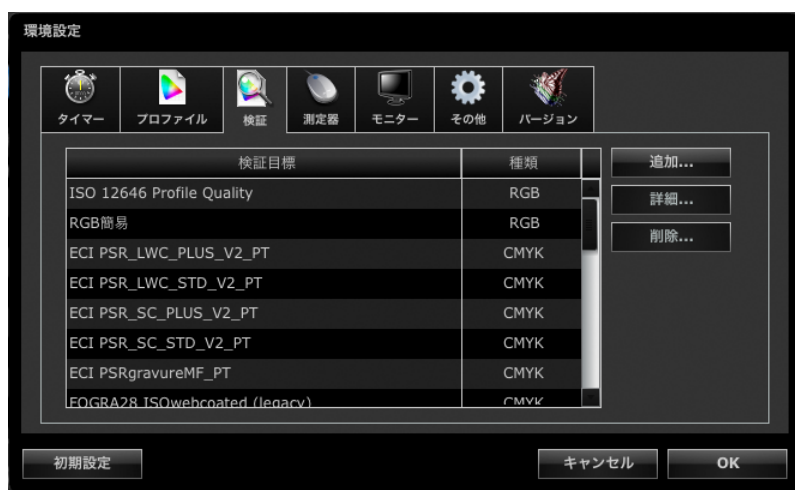 環境設定
タイマー プロファイル 検証 測定器 モニター その他 バージョン
検証目標 種類 追加...
ISO 12646 Profile Quality RGB 詳細...
RGB簡易 RGB 削除...
ECI PSR_LWC_PLUS_V2_PT CMYK
ECI PSR_LWC_STD_V2_PT CMYK
ECI PSR_SC_PLUS_V2_PT CMYK
ECI PSR_SC_STD_V2_PT CMYK
ECI PSRgravureMF_PT CMYK
FOGRA28 ISOwebcoated (legacy) CMYK
初期設定 キャンセル OK